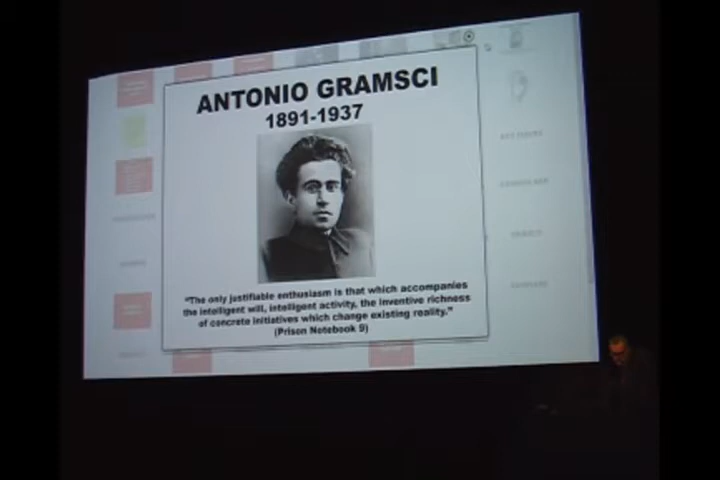 ANTONIO GRAMSCI
1891-1937
"The only justifiable enthusiasm is that which accompanies
the intelligent will, intelligent activity, the inventive richness
of concrete initiatives which change existing reality."
(Prison Notebook 9)